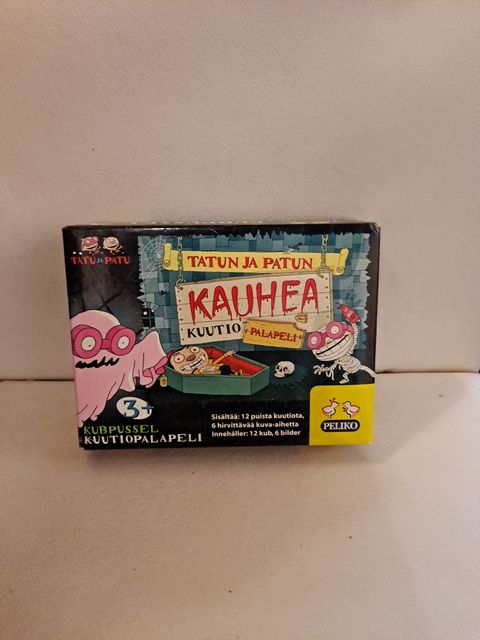 TATU JA PATU
TATUN JA PATUN
KAUHEA
KUUTIO
PALAPELI
3+
KUBPUSSEL
KUUTIOPALAPELI
Sisältää: 12 puista kuutiota,
6 hirvittävää kuva-aihetta
Innehåller: 12 kub, 6 bilder
PELIKO